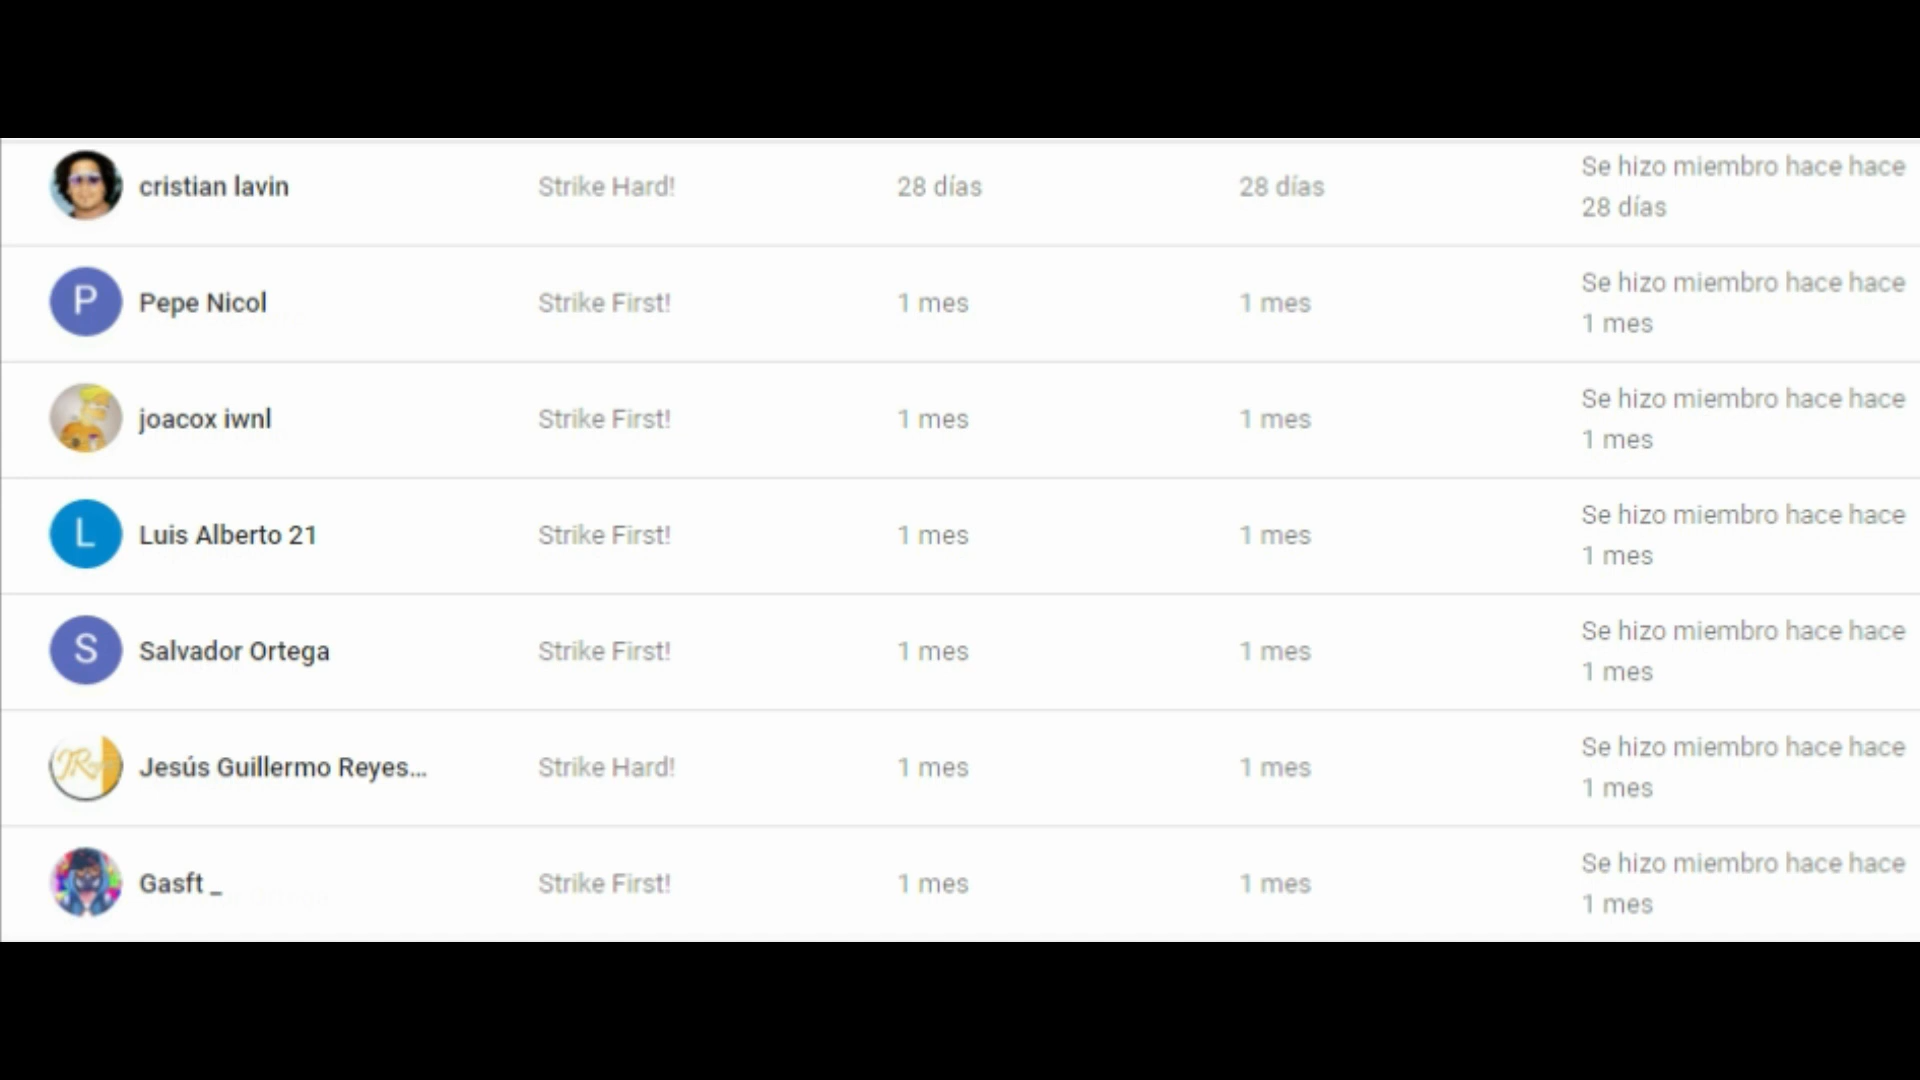 cristian lavin Strike Hard! 28 días 28 días Se hizo miembro hace hace
28 días
P Pepe Nicol Strike First! 1 mes 1 mes Se hizo miembro hace hace
1 mes
joacox iwnl Strike First! 1 mes 1 mes Se hizo miembro hace hace
1 mes
L Luis Alberto 21 Strike First! 1 mes 1 mes Se hizo miembro hace hace
1 mes
S Salvador Ortega Strike First! 1 mes 1 mes Se hizo miembro hace hace
1 mes
Jesús Guillermo Reyes... Strike Hard! 1 mes 1 mes Se hizo miembro hace hace
1 mes
Gasft _ Strike First! 1 mes 1 mes Se hizo miembro hace hace
1 mes